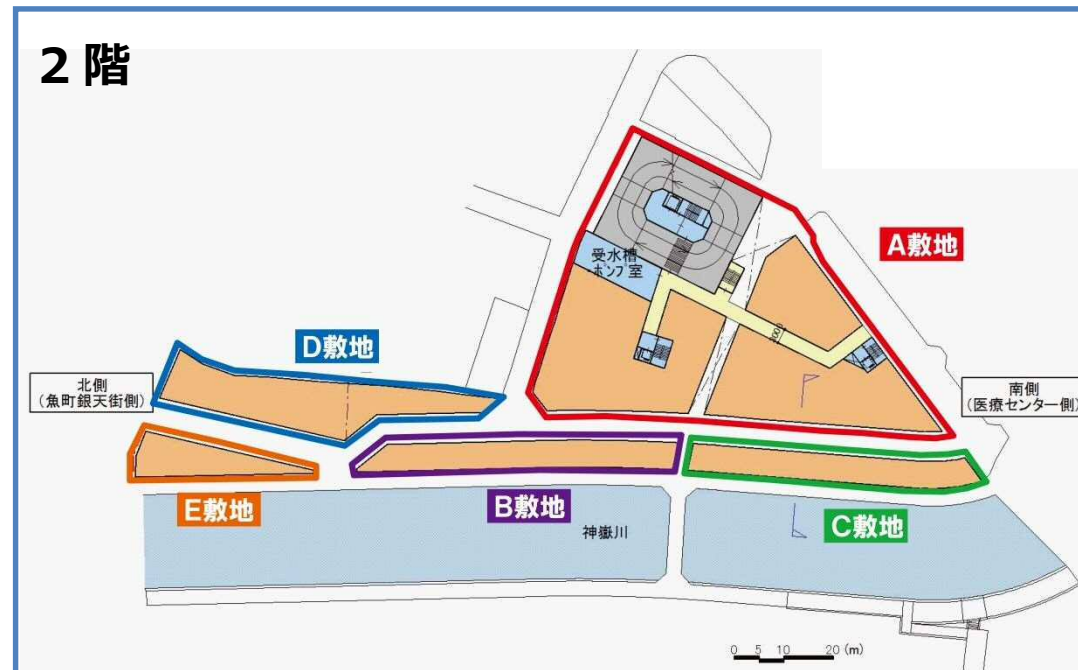 ２階
A敷地
受水槽
ポンプ室
D敷地
北側
(魚町銀天街側)
南側
(医療センター側)
E敷地
B敷地
C敷地
神嶽川
0 5 10 20 (m)